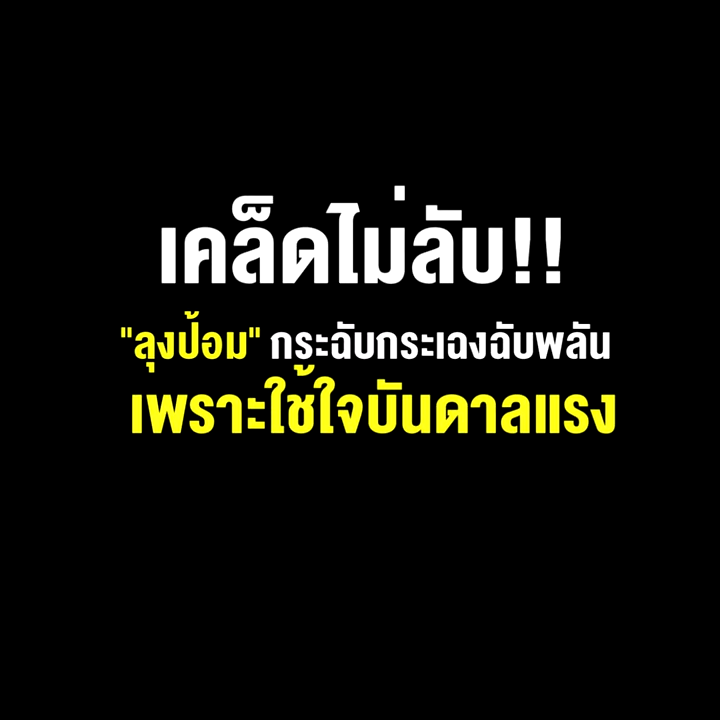 เคล็ดไม่ลับ!!
"ลุงป้อม" กระฉับกระเฉงฉับพลัน
เพราะใช้ใจบันดาลแรง